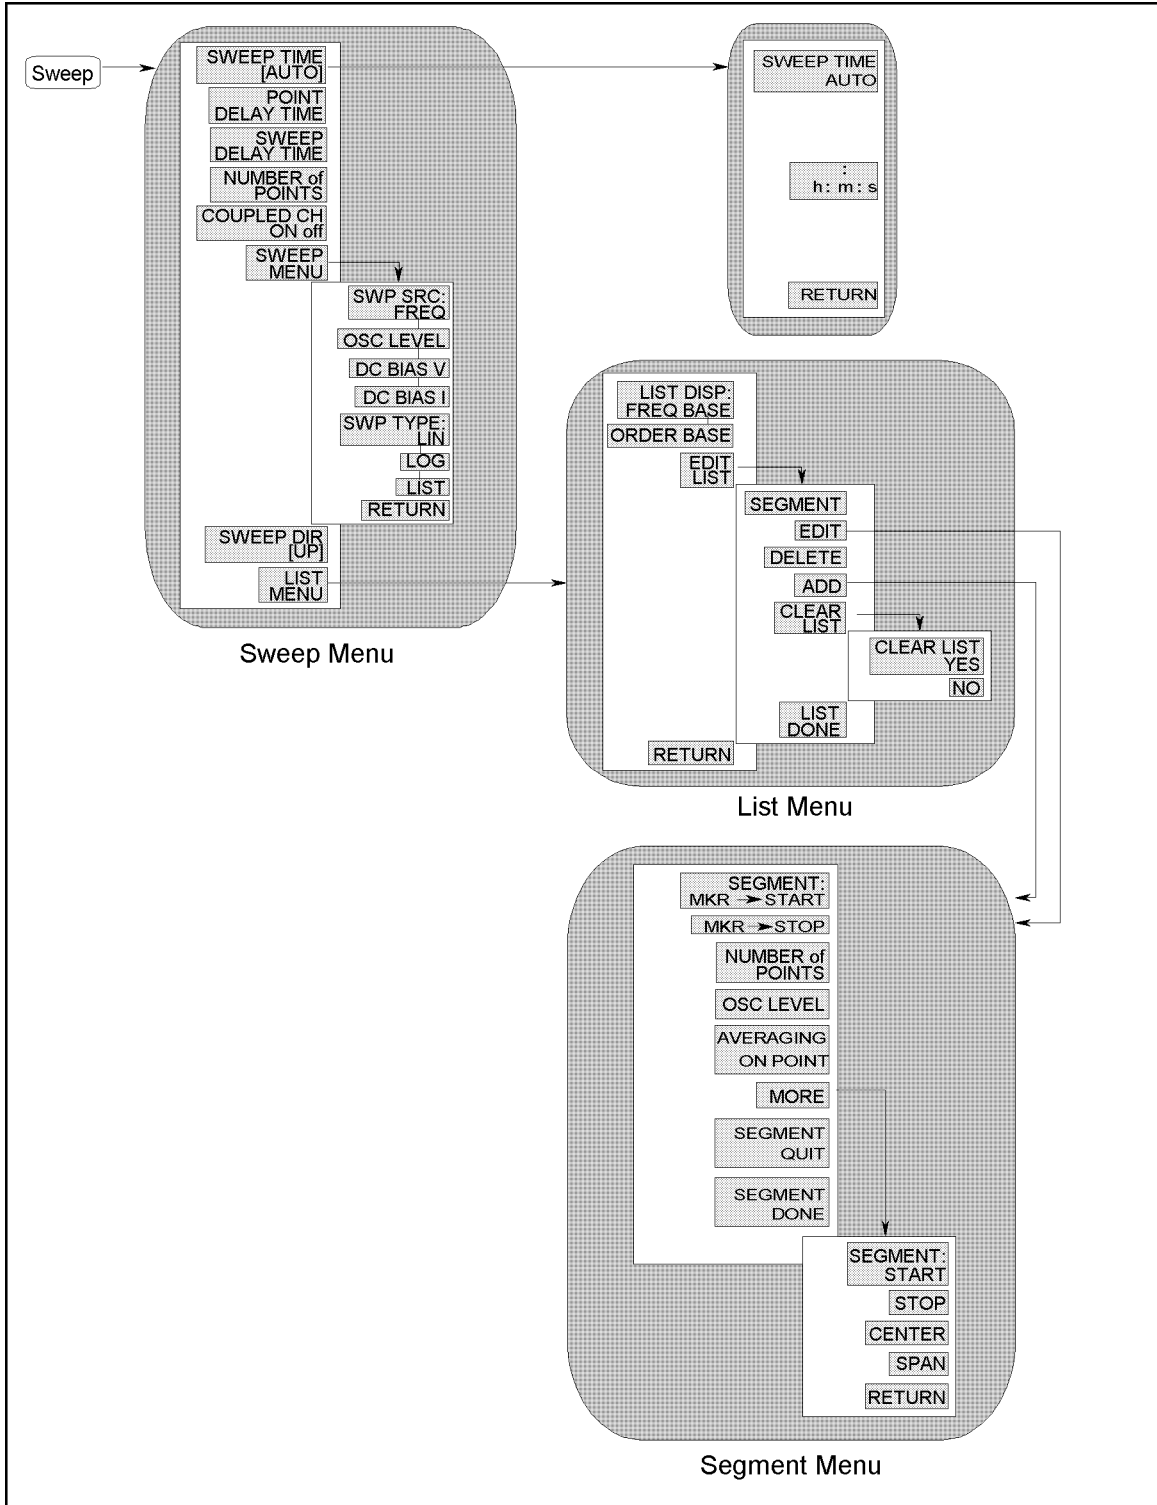 Sweep
SWEEP TIME
[AUTO]
POINT
DELAY TIME
SWEEP
DELAY TIME
NUMBER of
POINTS
COUPLED CH
ON off
SWEEP
MENU
SWP SRC:
FREQ
OSC LEVEL
DC BIAS V
DC BIAS I
SWP TYPE:
LIN
LOG
LIST
RETURN
SWEEP DIR
[UP]
LIST
MENU
Sweep Menu
SWEEP TIME
AUTO
:
h: m: s
RETURN
LIST DISP:
FREQ BASE
ORDER BASE
EDIT
LIST
SEGMENT
EDIT
DELETE
ADD
CLEAR
LIST
CLEAR LIST
YES
NO
LIST
DONE
RETURN
List Menu
SEGMENT:
MKR → START
MKR → STOP
NUMBER of
POINTS
OSC LEVEL
AVERAGING
ON POINT
MORE
SEGMENT
QUIT
SEGMENT
DONE
SEGMENT:
START
STOP
CENTER
SPAN
RETURN
Segment Menu